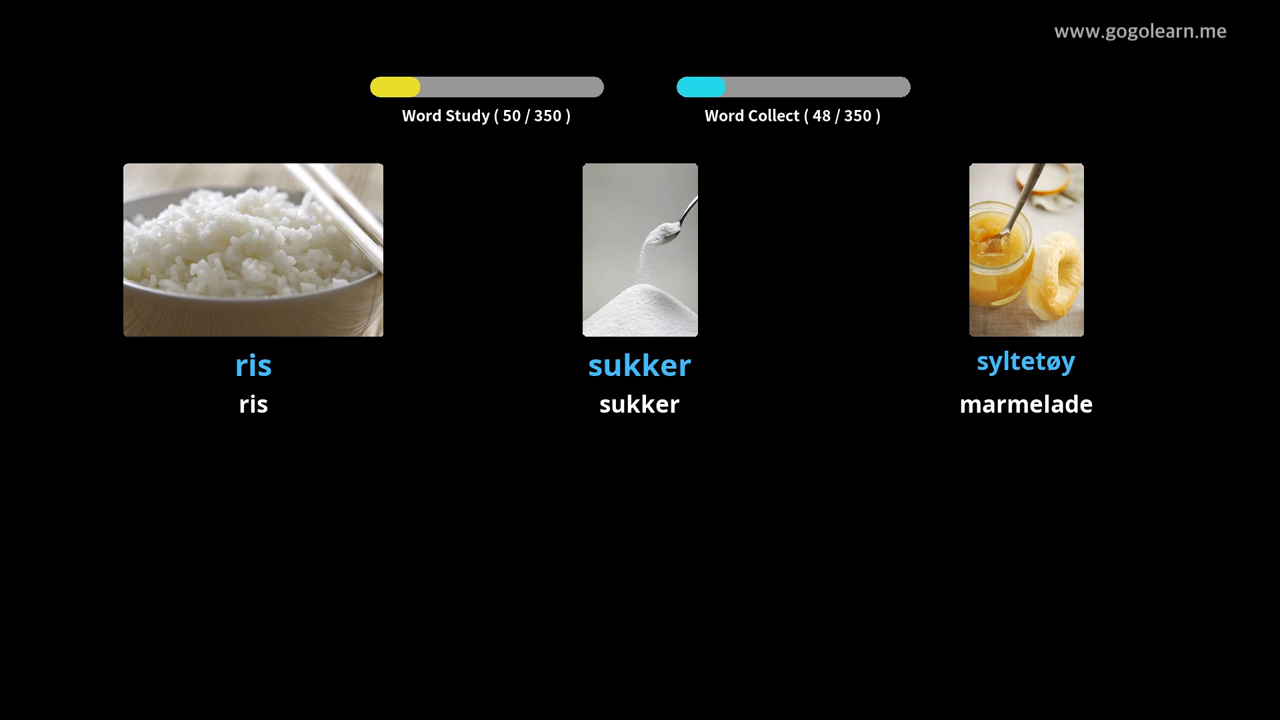 www.gogolearn.me
Word Study ( 50 / 350 )
Word Collect ( 48 / 350 )
ris
sukker
syltetøy
ris
sukker
marmelade